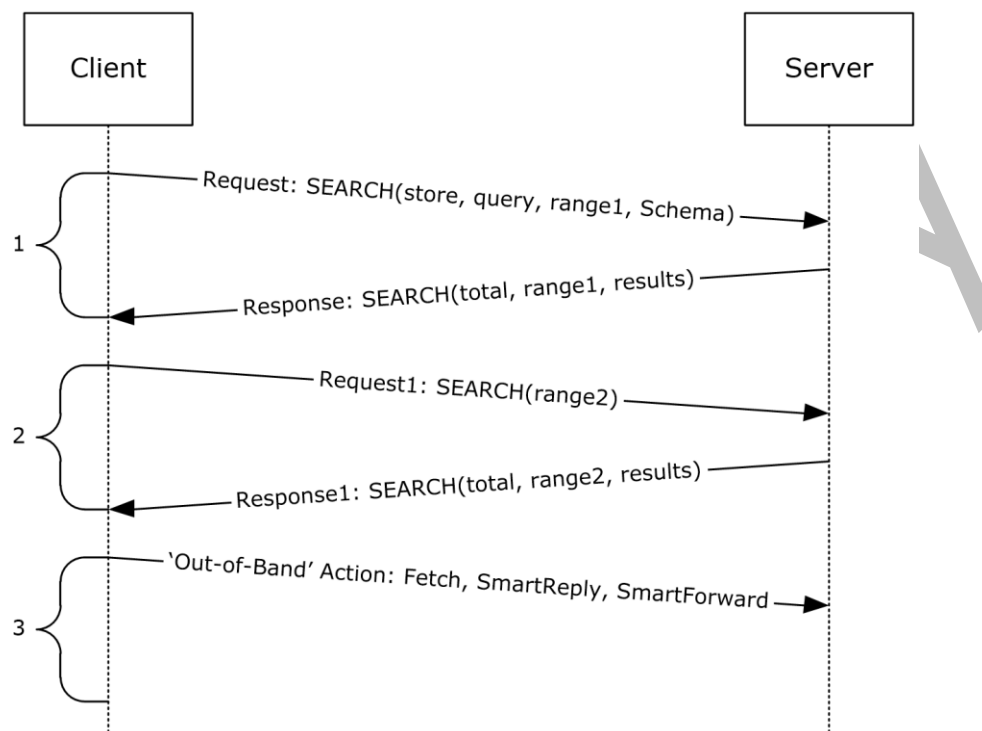 Client
Server
1
Request: SEARCH(store, query, range1, Schema)
Response: SEARCH(total, range1, results)
2
Request1: SEARCH(range2)
Response1: SEARCH(total, range2, results)
3
‘Out-of-Band’ Action: Fetch, SmartReply, SmartForward